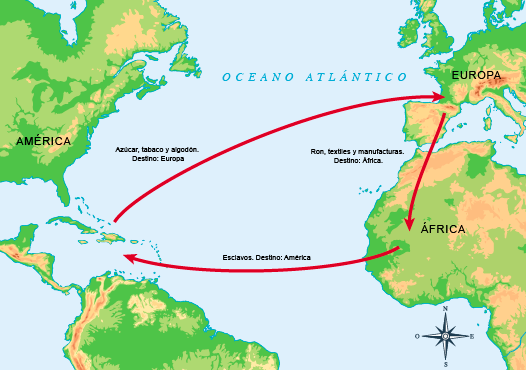 OCEANO ATLÁNTICO
EUROPA
AMÉRICA
Azúcar, tabaco y algodón.
Destino: Europa
Ron, textiles y manufacturas.
Destino: África.
ÁFRICA
Esclavos. Destino: América
N
O
E
S